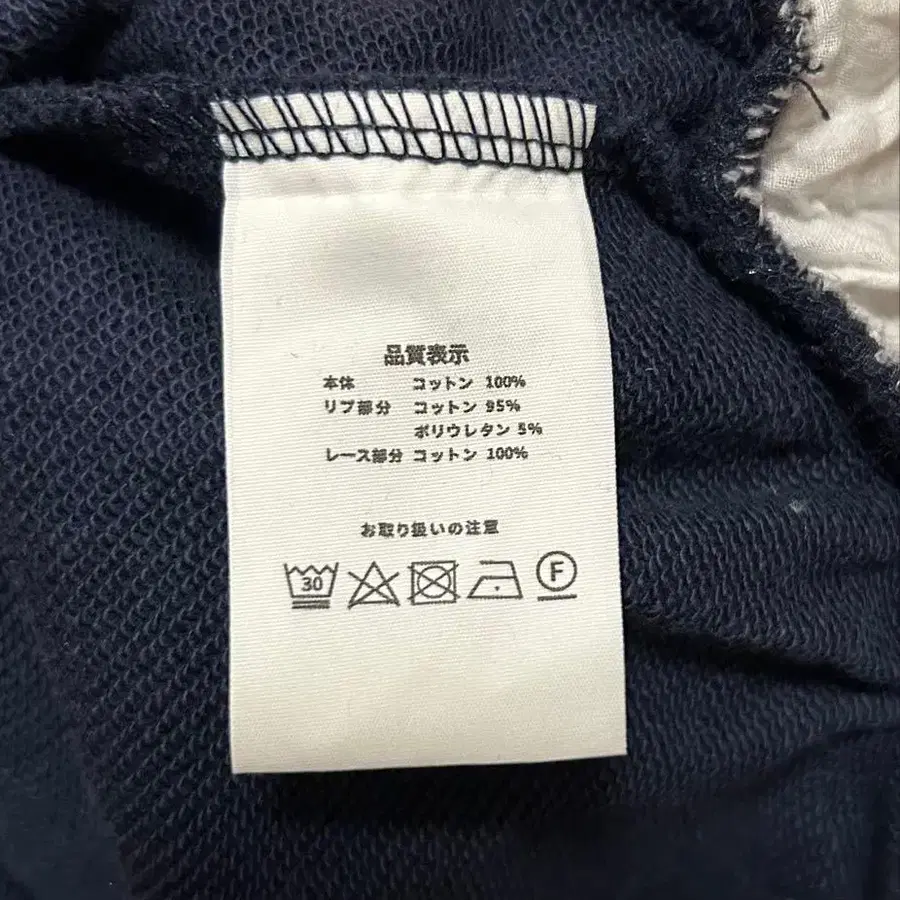 品質表示
本体 コットン 100%
リブ部分 コットン 95%
ポリウレタン 5%
レース部分 コットン 100%
お取り扱いの注意
30 F